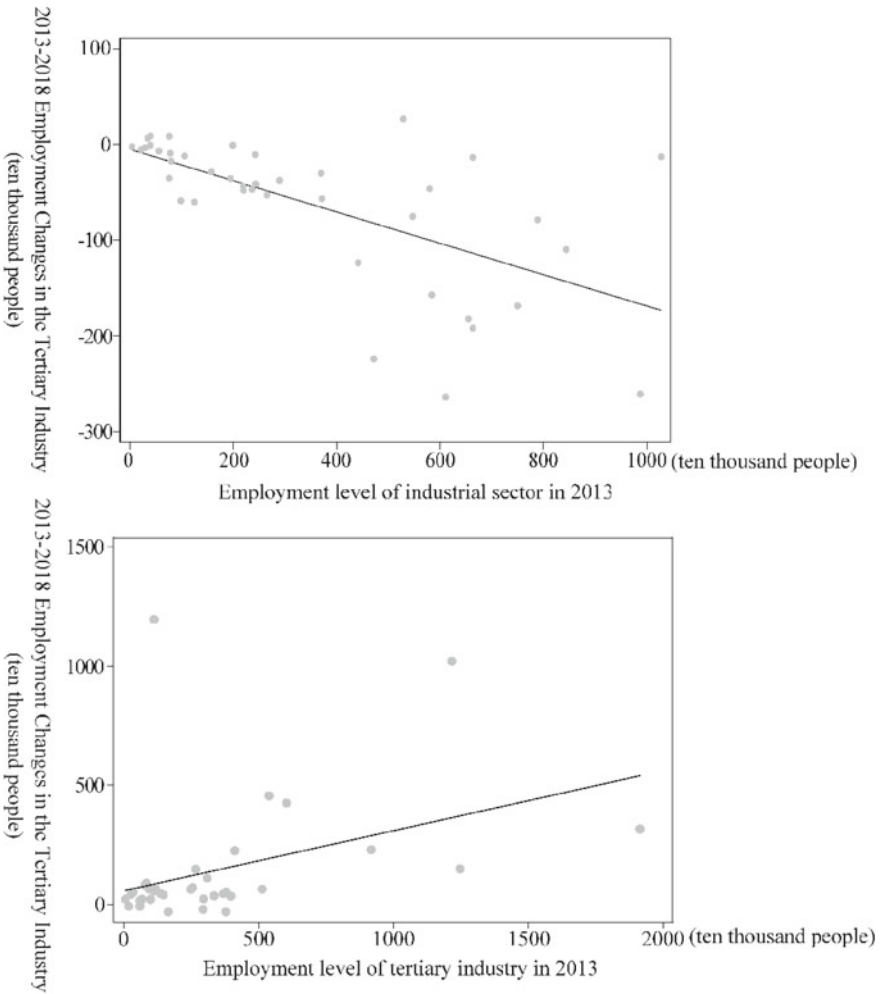 2013-2018 Employment Changes in the Tertiary Industry
(ten thousand people)
100
0
-100
-200
-300
0 200 400 600 800 1000 (ten thousand people)
Employment level of industrial sector in 2013
2013-2018 Employment Changes in the Tertiary Industry
(ten thousand people)
1500
1000
500
0
0 500 1000 1500 2000 (ten thousand people)
Employment level of tertiary industry in 2013